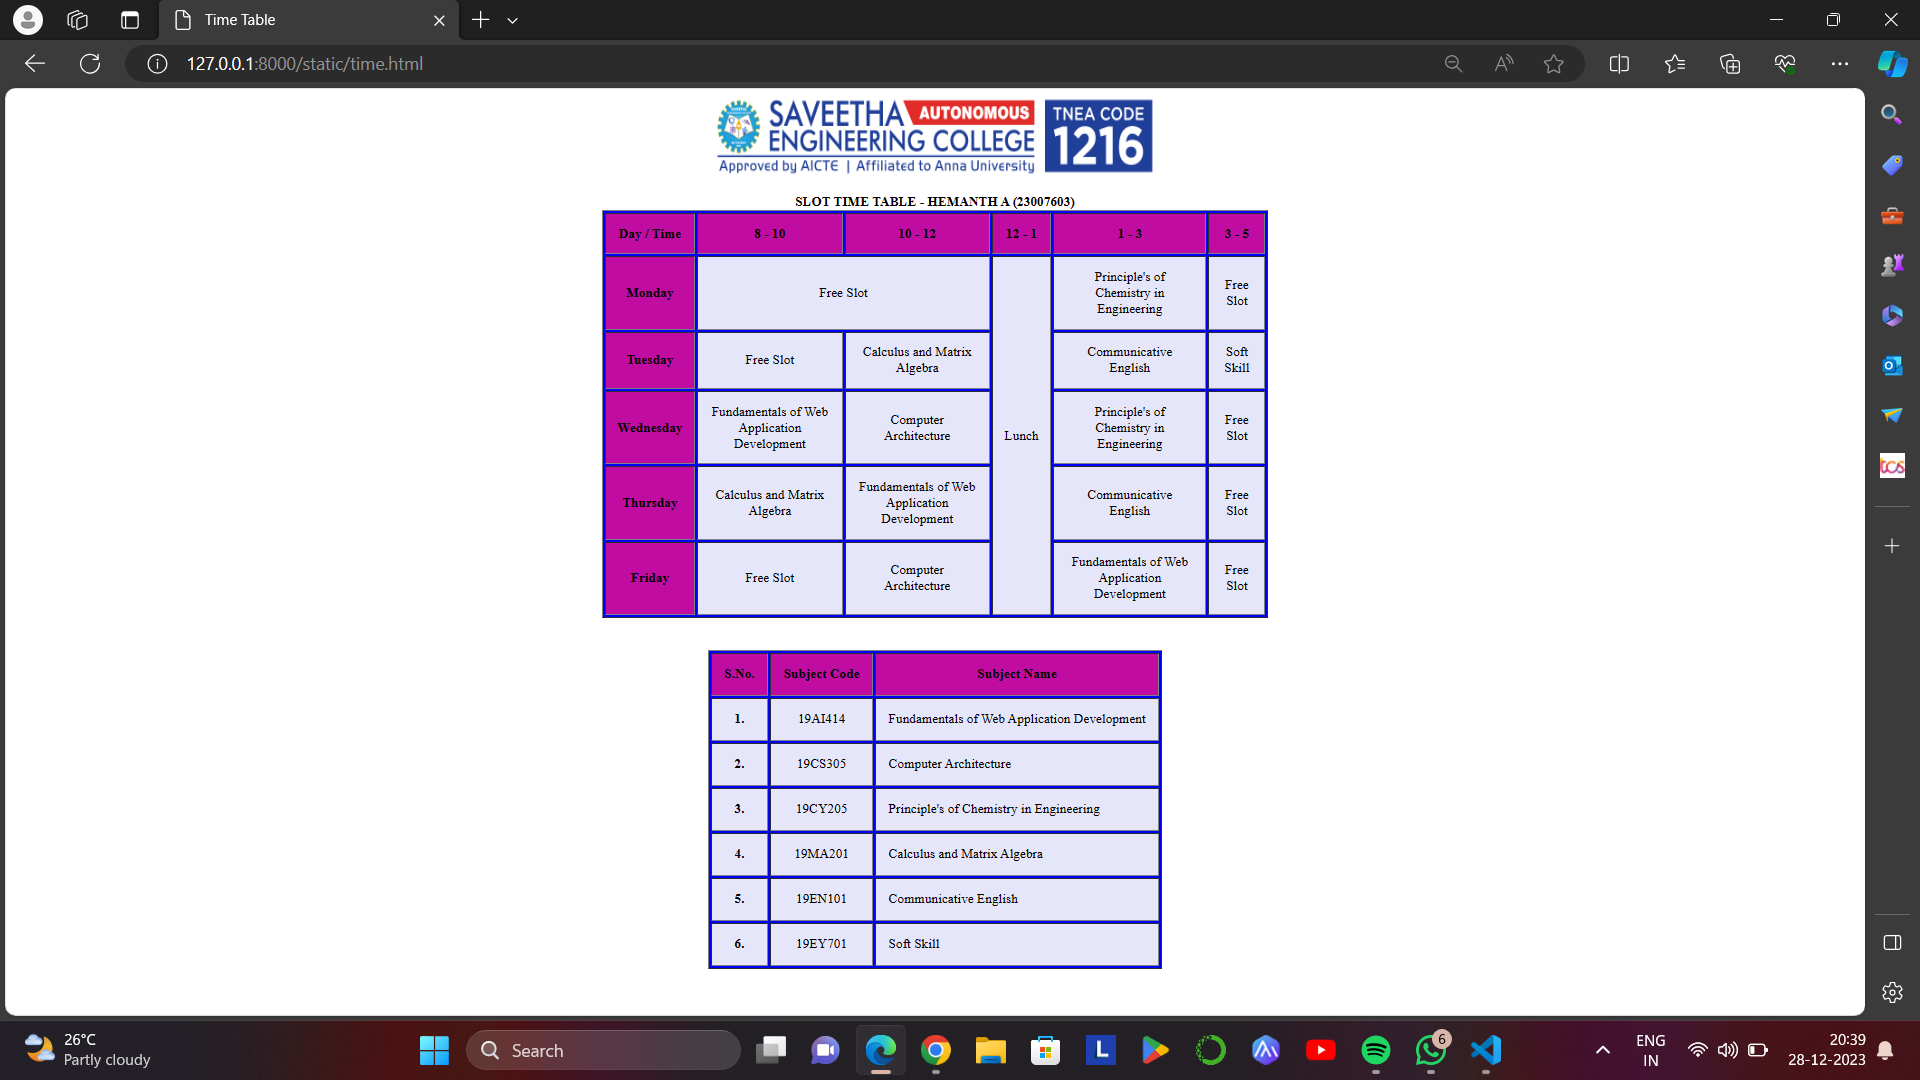 Time Table
127.0.0.1:8000/static/time.html
SAVEETHA AUTONOMOUS
ENGINEERING COLLEGE
Approved by AICTE | Affiliated to Anna University
TNEA CODE
1216
SLOT TIME TABLE - HEMANTH A (23007603)
Day / Time 8 - 10 10 - 12 12 - 1 1 - 3 3 - 5
Monday
Free Slot
Principle's of
Chemistry in
Engineering
Free
Slot
Tuesday
Free Slot
Calculus and Matrix
Algebra
Communicative
English
Soft
Skill
Wednesday
Fundamentals of Web
Application
Development
Computer
Architecture
Lunch
Principle's of
Chemistry in
Engineering
Free
Slot
Thursday
Calculus and Matrix
Algebra
Fundamentals of Web
Application
Development
Communicative
English
Free
Slot
Friday
Free Slot
Computer
Architecture
Fundamentals of Web
Application
Development
Free
Slot
S.No. Subject Code Subject Name
1. 19AI414 Fundamentals of Web Application Development
2. 19CS305 Computer Architecture
3. 19CY205 Principle's of Chemistry in Engineering
4. 19MA201 Calculus and Matrix Algebra
5. 19EN101 Communicative English
6. 19EY701 Soft Skill
tcs
26°C
Partly cloudy
Search
L
6
ENG
IN
20:39
28-12-2023